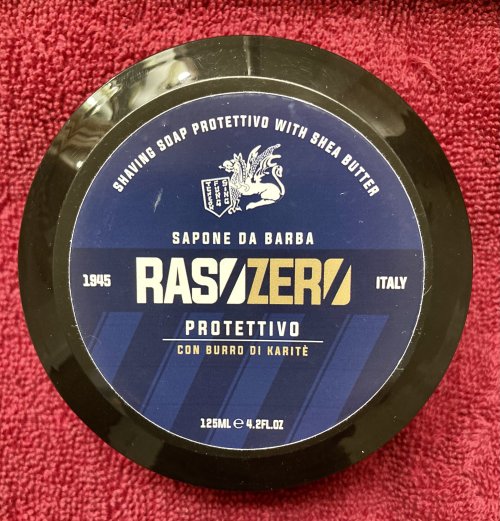 SHAVING SOAP PROTETTIVO WITH SHEA BUTTER
SAPONE DA BARBA
1945
RASOZERO
ITALY
PROTETTIVO
CON BURRO DI KARITÈ
125ML e 4.2FL.OZ